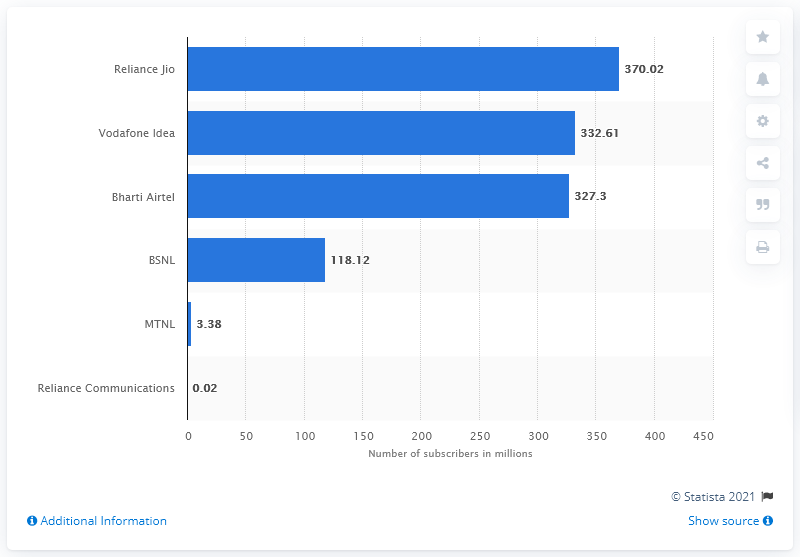 Reliance Jio 370.02
Vodafone Idea 332.61
Bharti Airtel 327.3
BSNL 118.12
MTNL 3.38
Reliance Communications 0.02
0 50 100 150 200 250 300 350 400 450
Number of subscribers in millions
© Statista 2021
Additional Information Show source